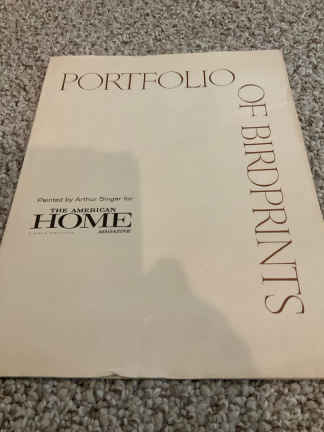 PORTFOLIO
OF BIRDPRINTS
Painted by Arthur Singer for
THE AMERICAN
HOME
MAGAZINE